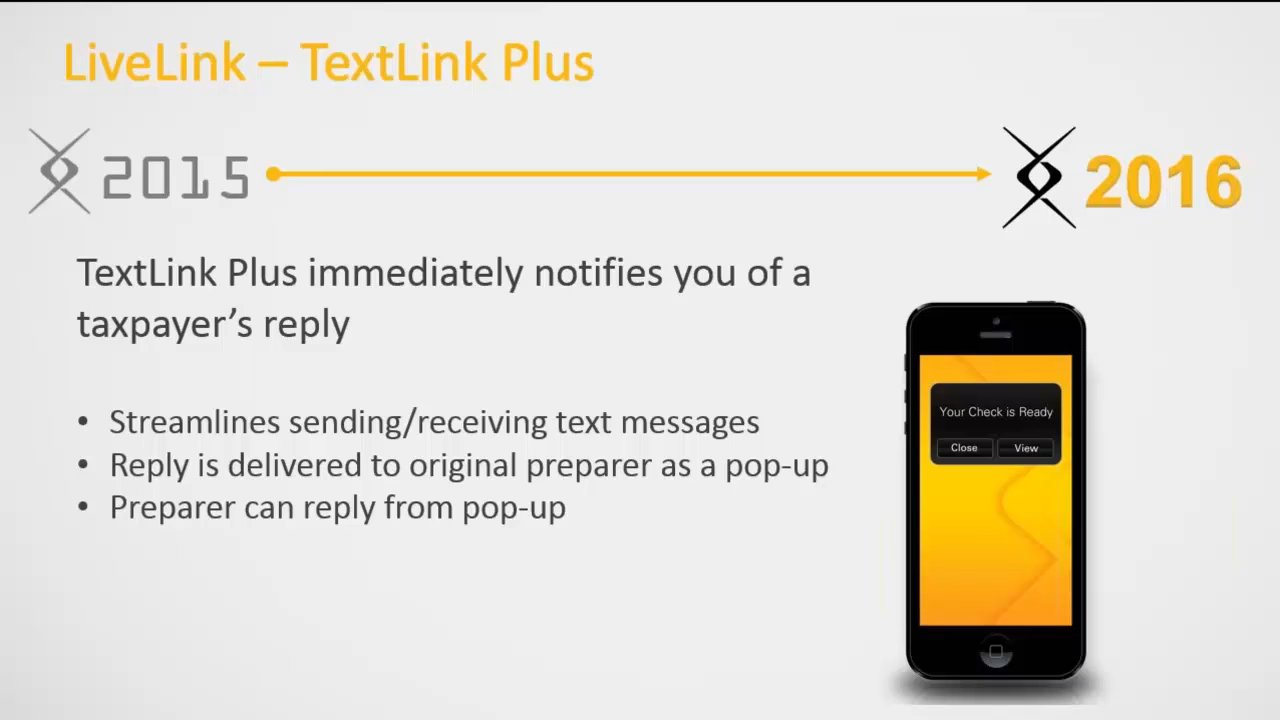 LiveLink – TextLink Plus
2015
2016
TextLink Plus immediately notifies you of a
taxpayer’s reply
• Streamlines sending/receiving text messages
• Reply is delivered to original preparer as a pop-up
• Preparer can reply from pop-up
Your Check is Ready
Close View